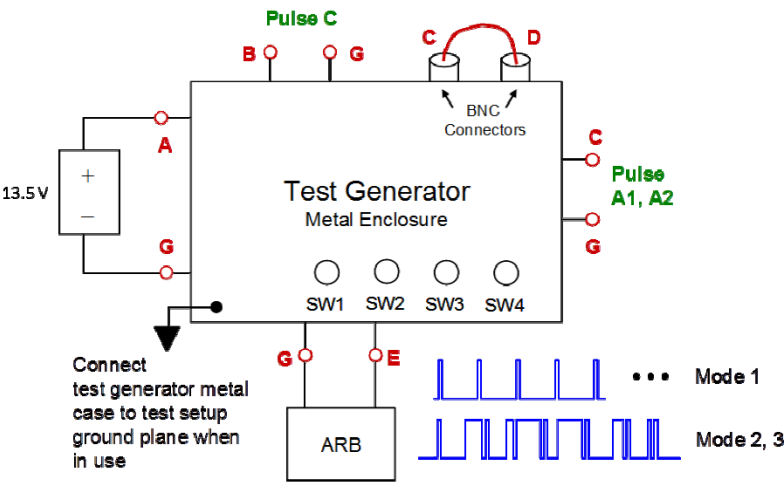 Pulse C
B
G
C
D
BNC
Connectors
A
C
+
13.5 V
−
Pulse
A1, A2
Test Generator
Metal Enclosure
G
G
SW1 SW2 SW3 SW4
G
E
Connect
test generator metal
case to test setup
ground plane when
in use
ARB
Mode 1
Mode 2, 3